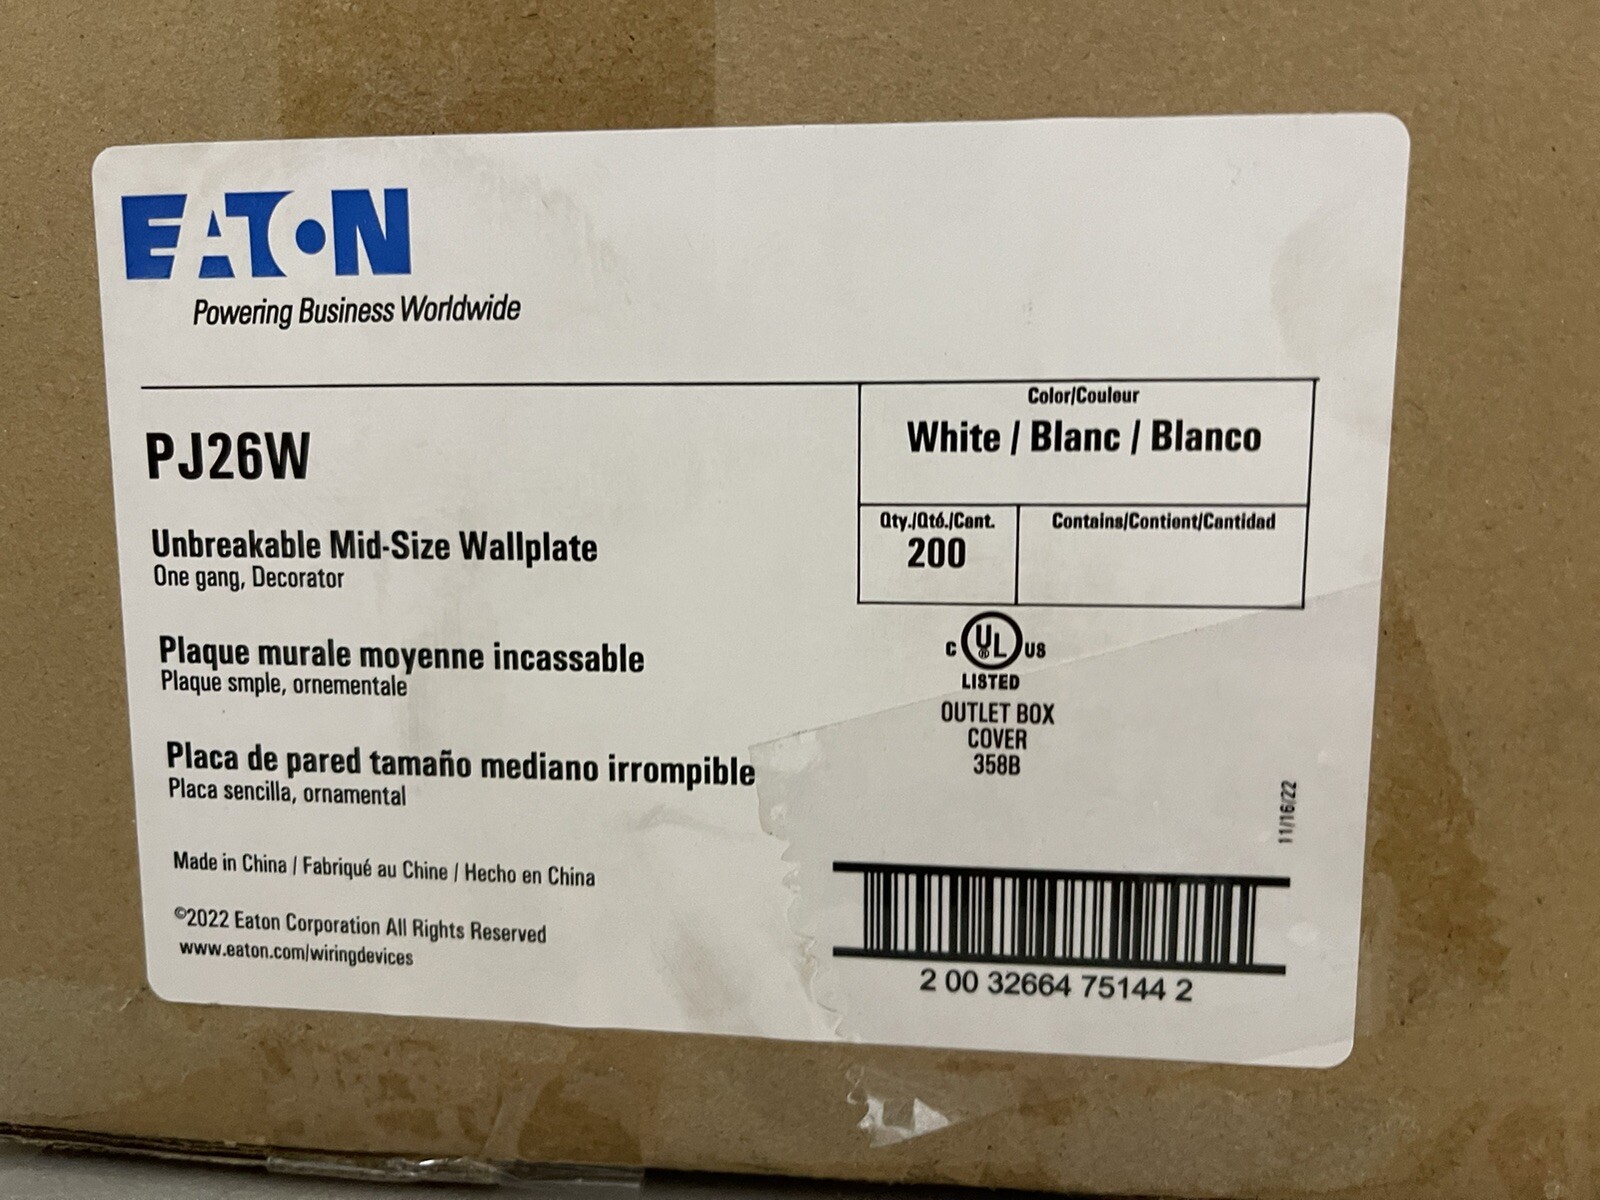 EATON
Powering Business Worldwide
PJ26W
Unbreakable Mid-Size Wallplate
One gang, Decorator
Plaque murale moyenne incassable
Plaque smple, ornementale
Placa de pared tamaño mediano irrompible
Placa sencilla, ornamental
Made in China / Fabriqué au Chine / Hecho en China
©2022 Eaton Corporation All Rights Reserved
www.eaton.com/wiringdevices
Color/Couleur
White / Blanc / Blanco
Qty./Qté./Cant.
200
Contains/Contient/Cantidad
C UL® US
LISTED
OUTLET BOX
COVER
358B
11/16/22
2 00 32664 75144 2